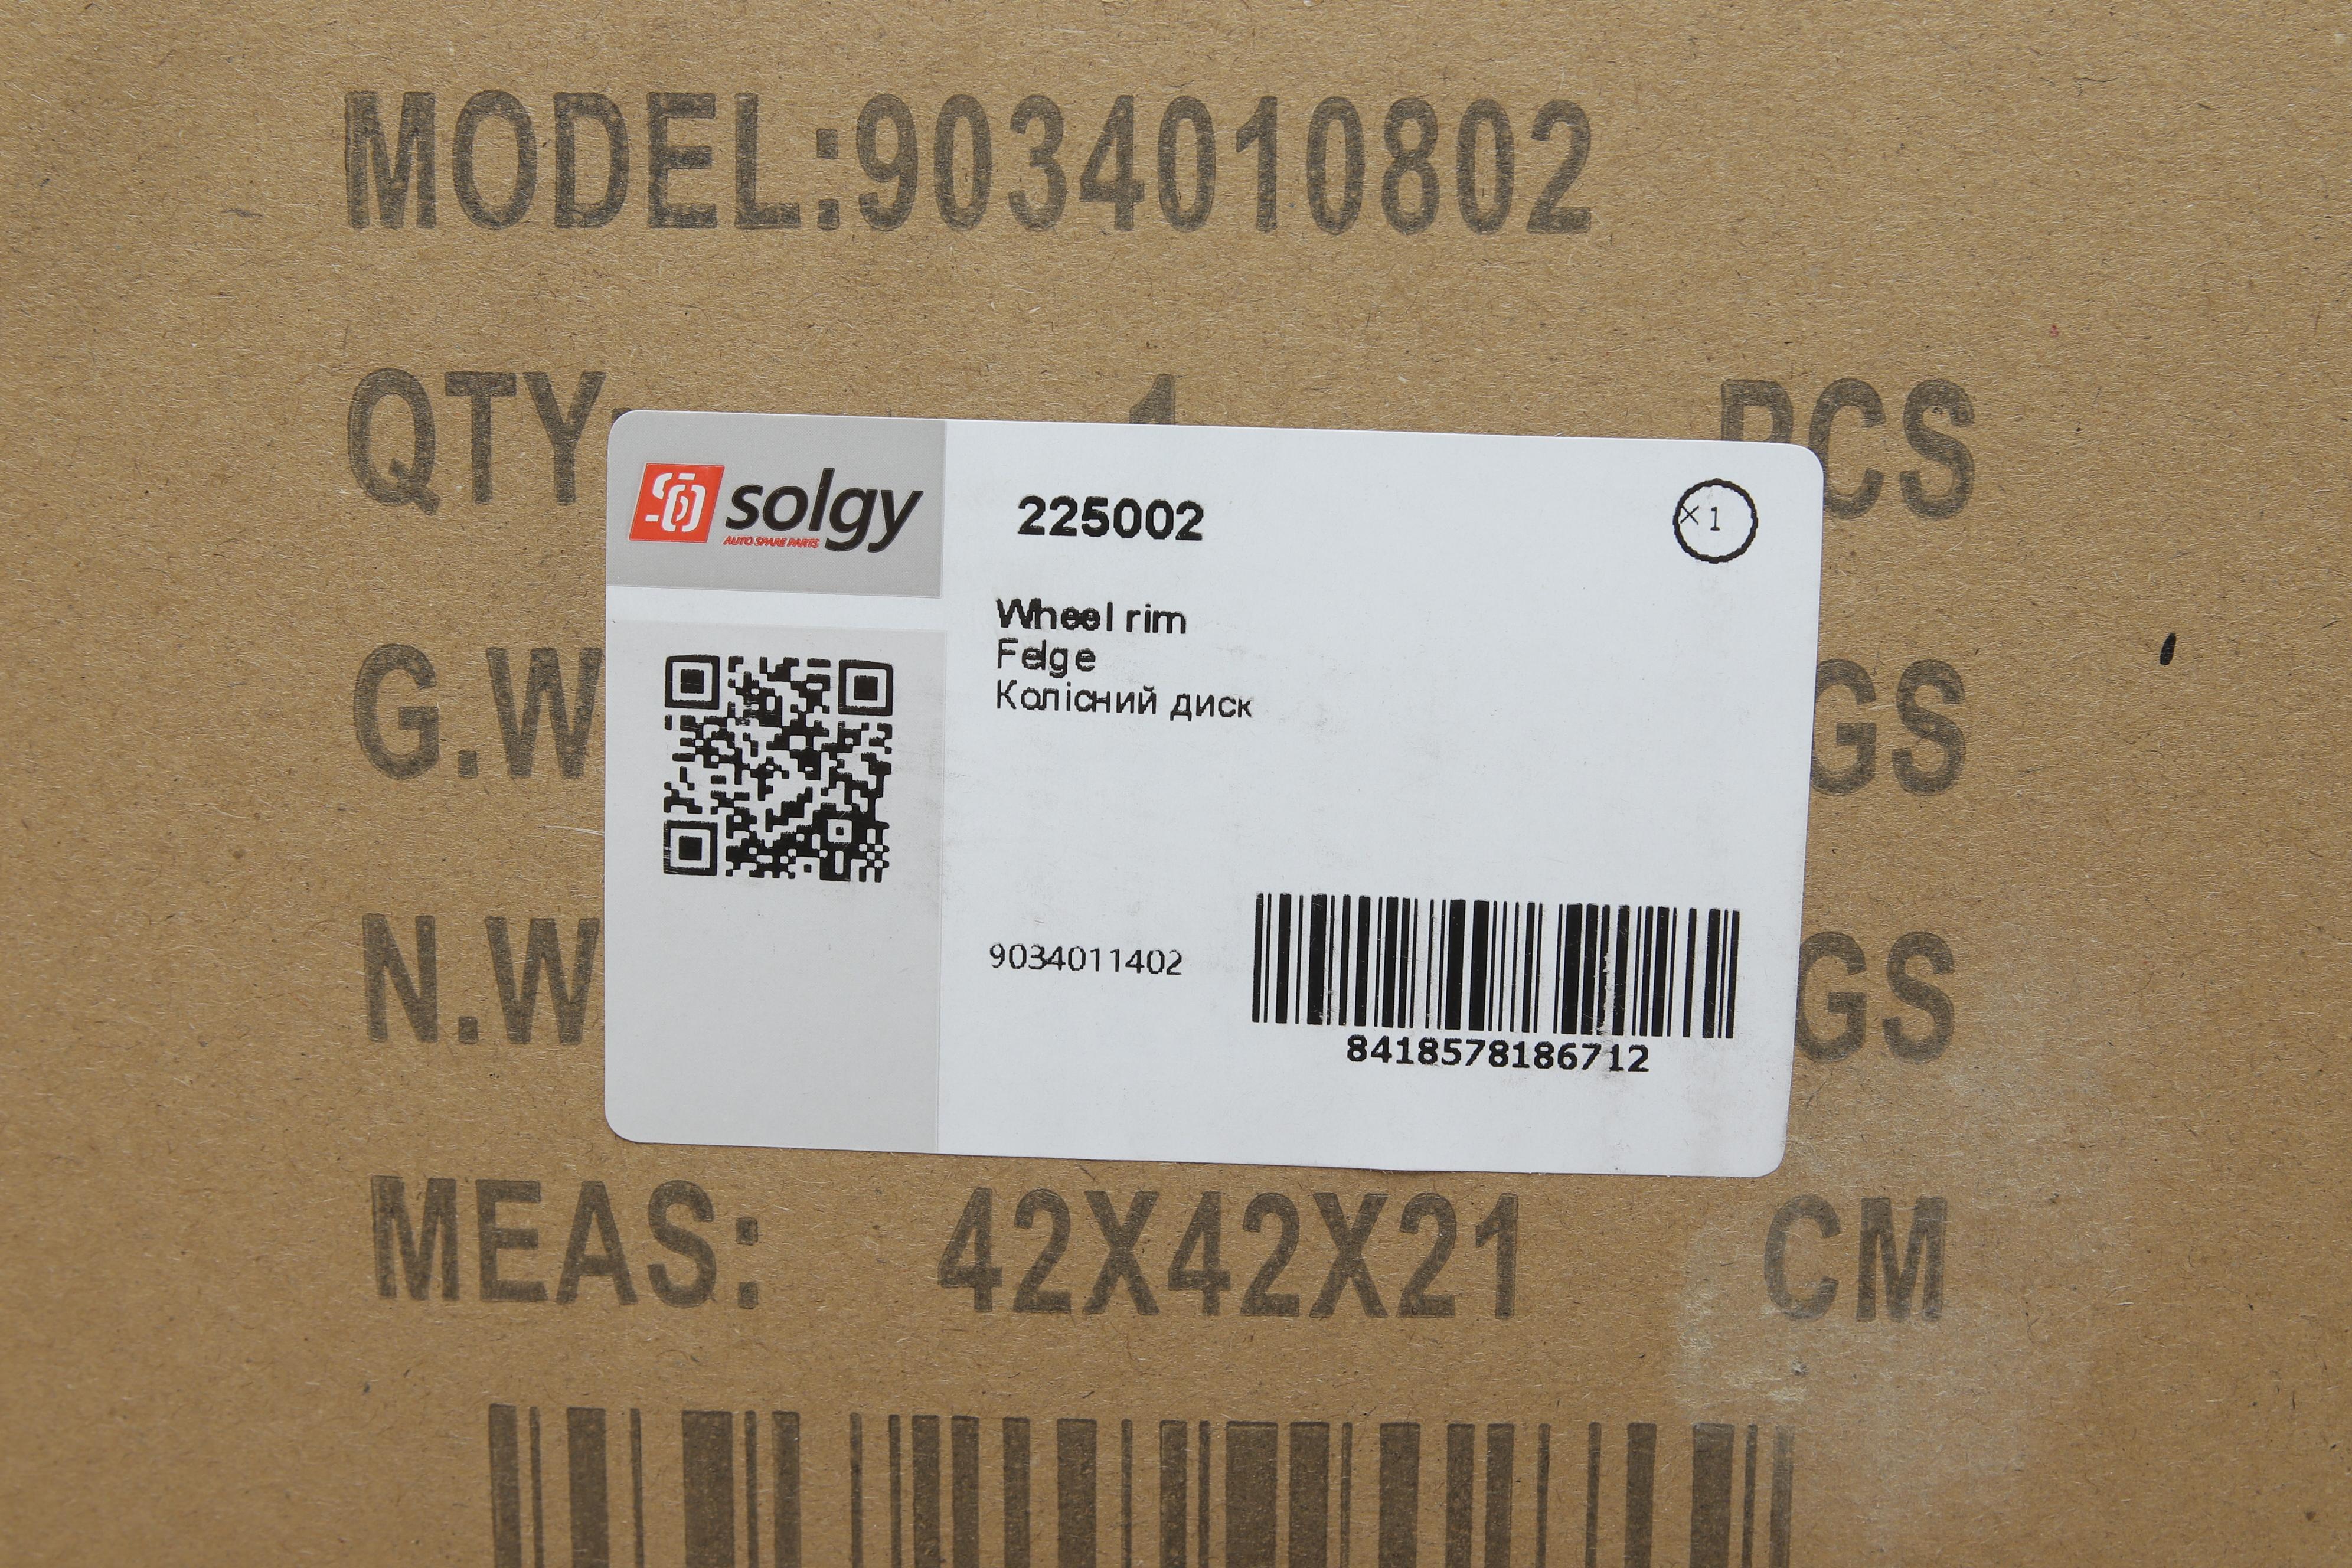 MODEL:9034010802
QTY: 1 PCS
solgy
AUTO SPARE PARTS
225002
×1
Wheel rim
Felge
Колісний диск
G.W
GS
9034011402
8418578186712
N.W
GS
MEAS: 42X42X21 CM